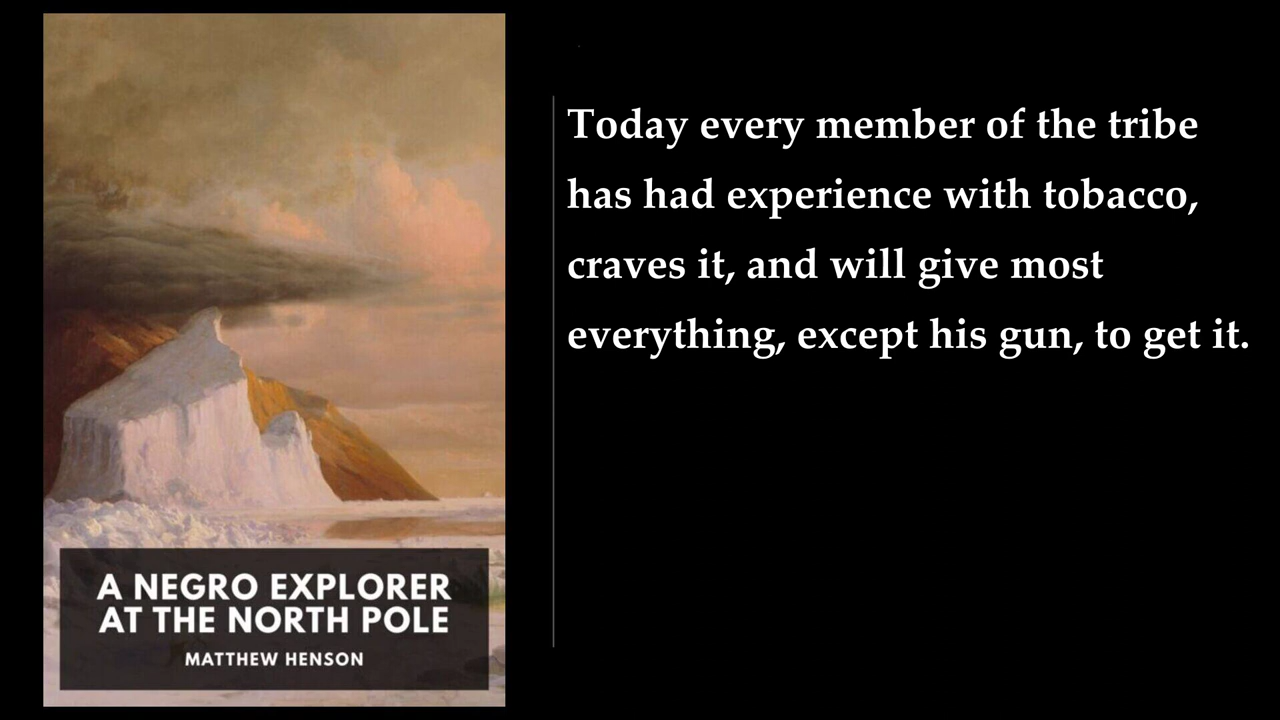 A NEGRO EXPLORER
AT THE NORTH POLE
MATTHEW HENSON
Today every member of the tribe
has had experience with tobacco,
craves it, and will give most
everything, except his gun, to get it.